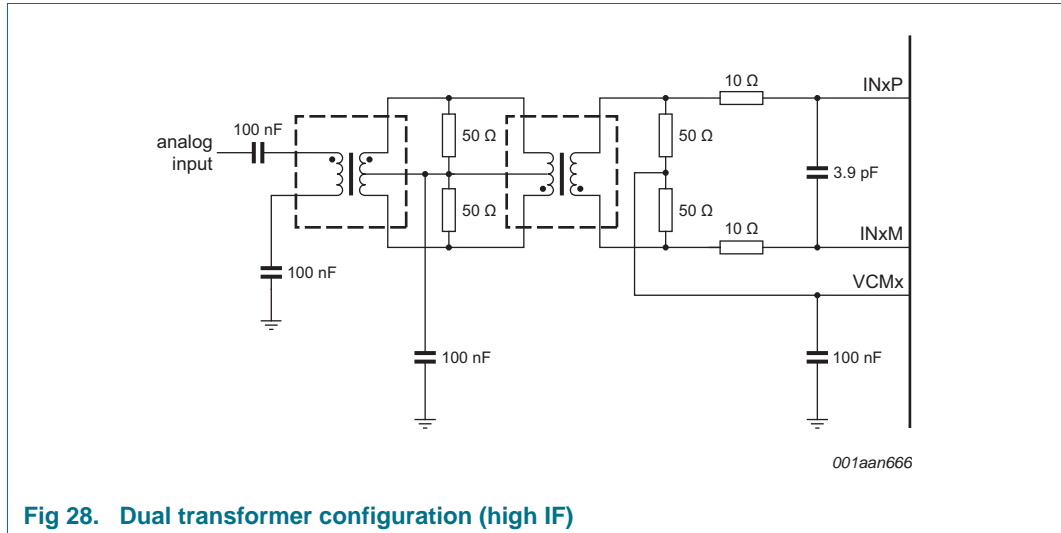 10 Ω
INxP
100 nF
analog
input
50 Ω
50 Ω
3.9 pF
50 Ω
50 Ω
10 Ω
INxM
100 nF
VCMx
100 nF
100 nF
001aan666
Fig 28. Dual transformer configuration (high IF)